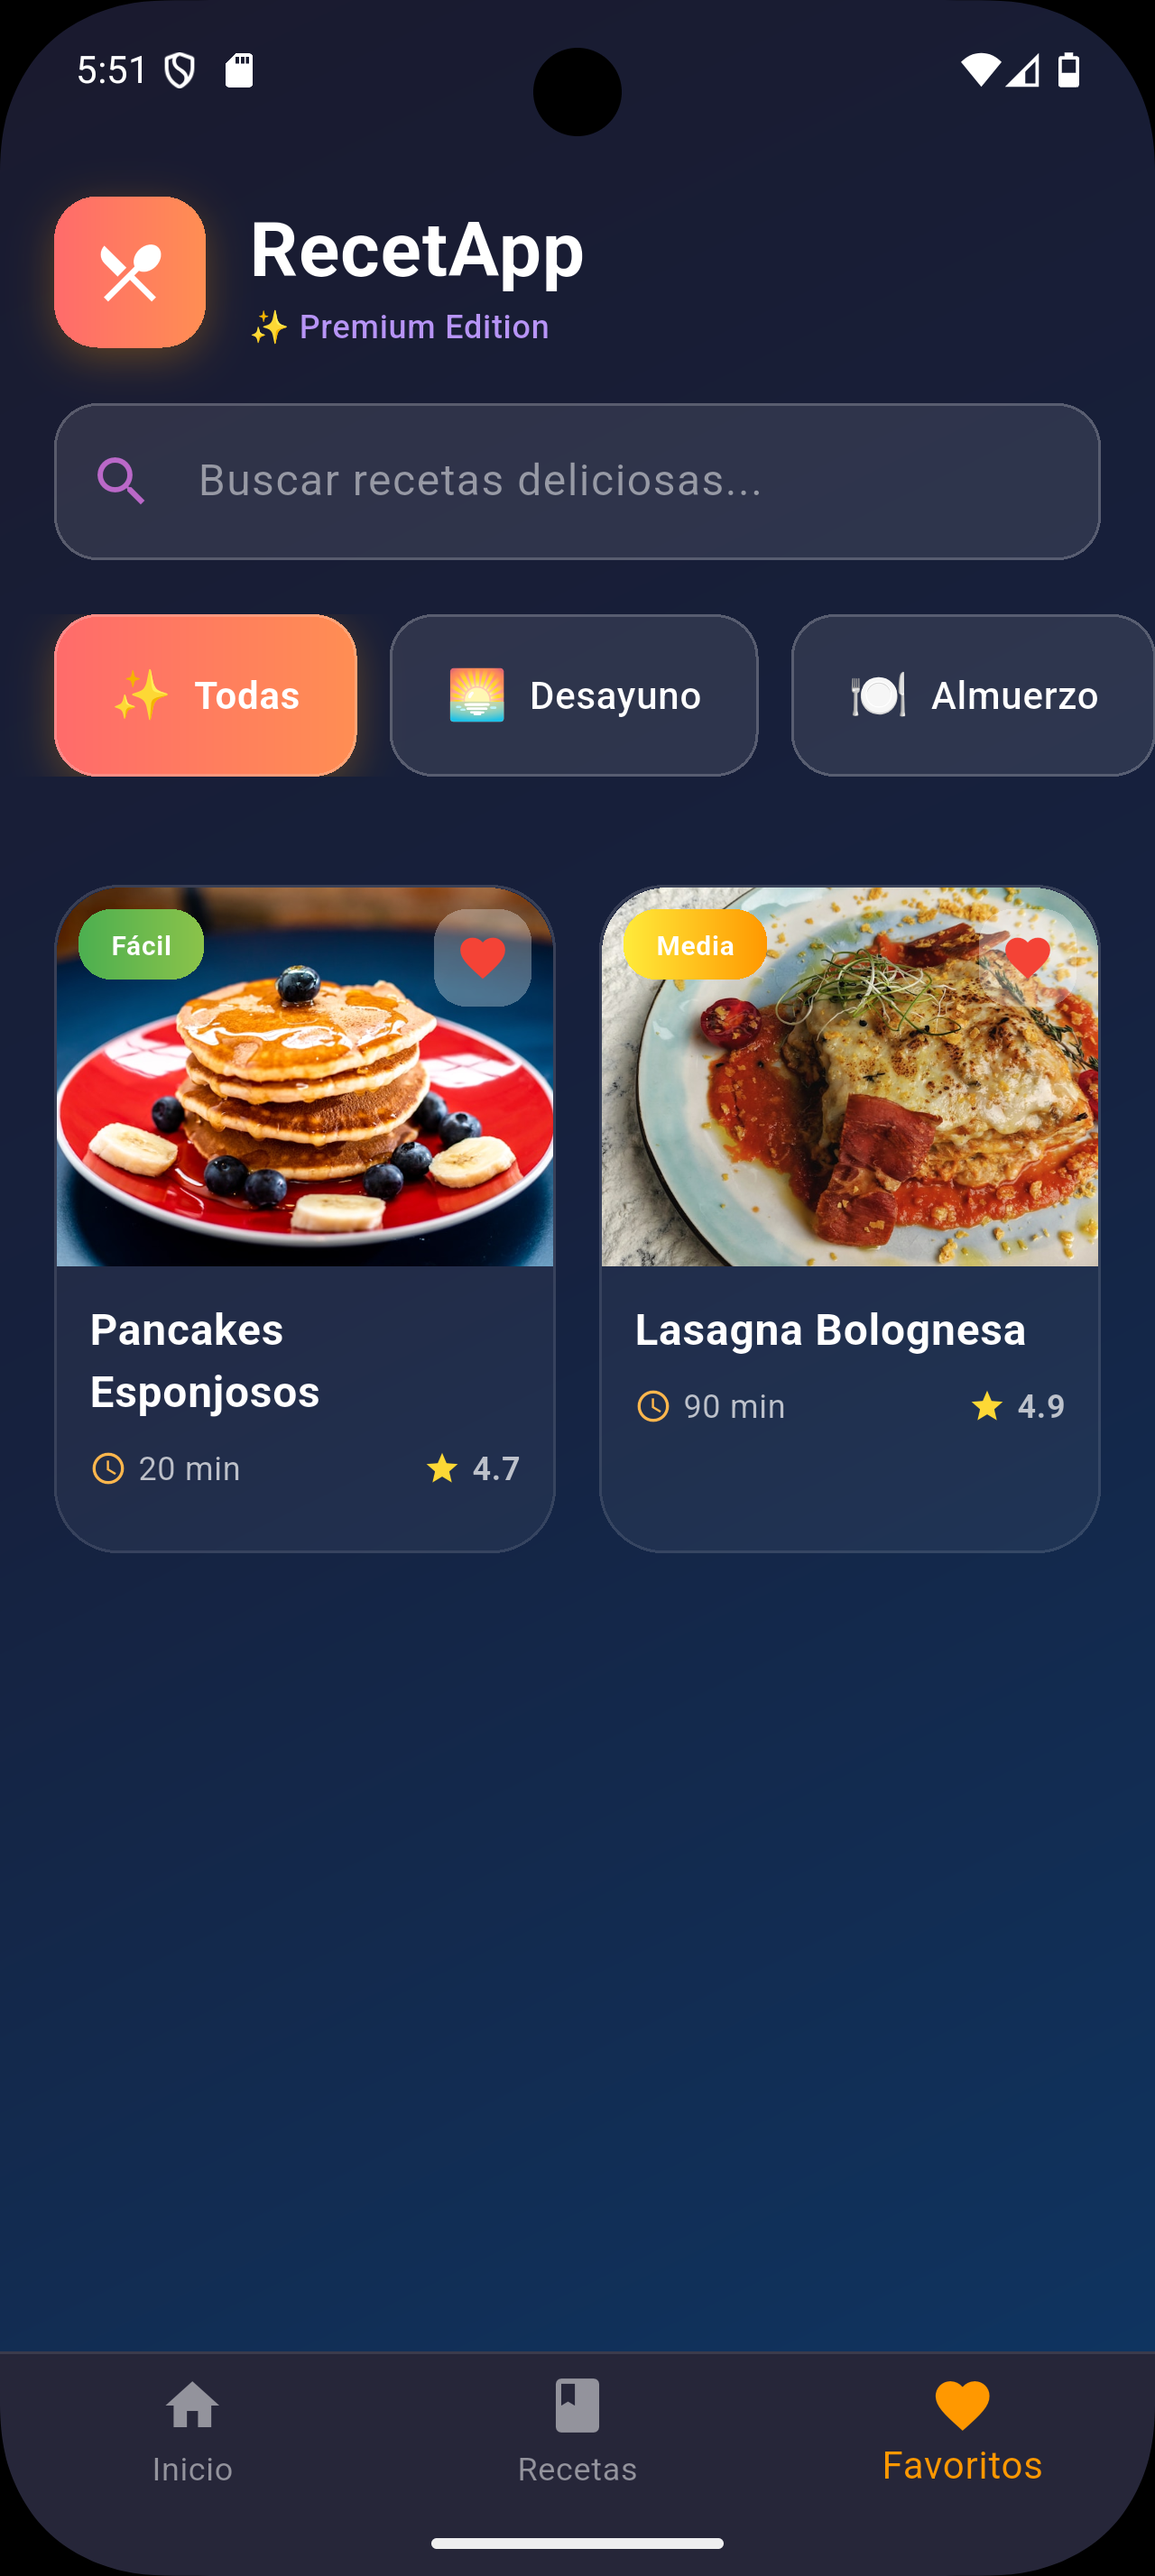 5:51
RecetApp
✨ Premium Edition
Buscar recetas deliciosas...
✨ Todas
🌅 Desayuno
🍽️ Almuerzo
Fácil
Media
Pancakes
Esponjosos
20 min
4.7
Lasagna Bolognesa
90 min
4.9
Inicio
Recetas
Favoritos